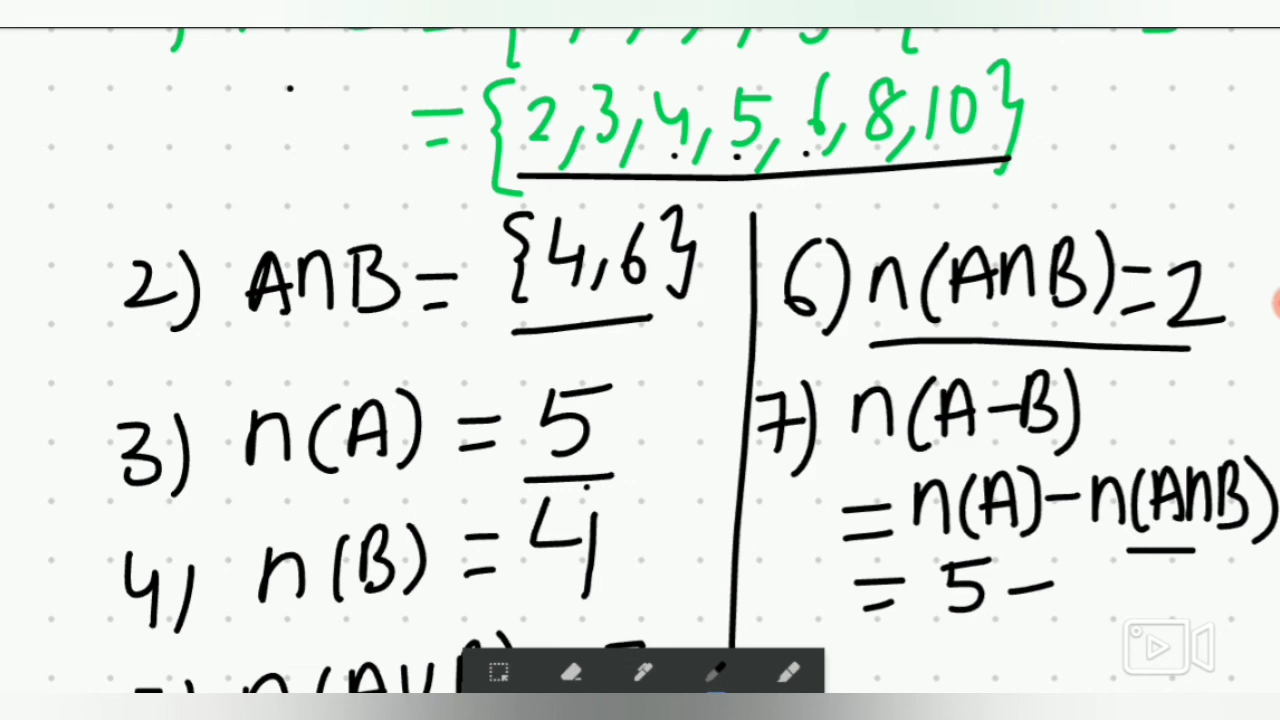 = {2,3,4,5,6,8,10}
2) A∩B = {4,6}
3) n(A) = 5
4, n(B) = 4
6) n(A∩B) = 2
7) n(A-B)
= n(A) - n(A∩B)
= 5 -